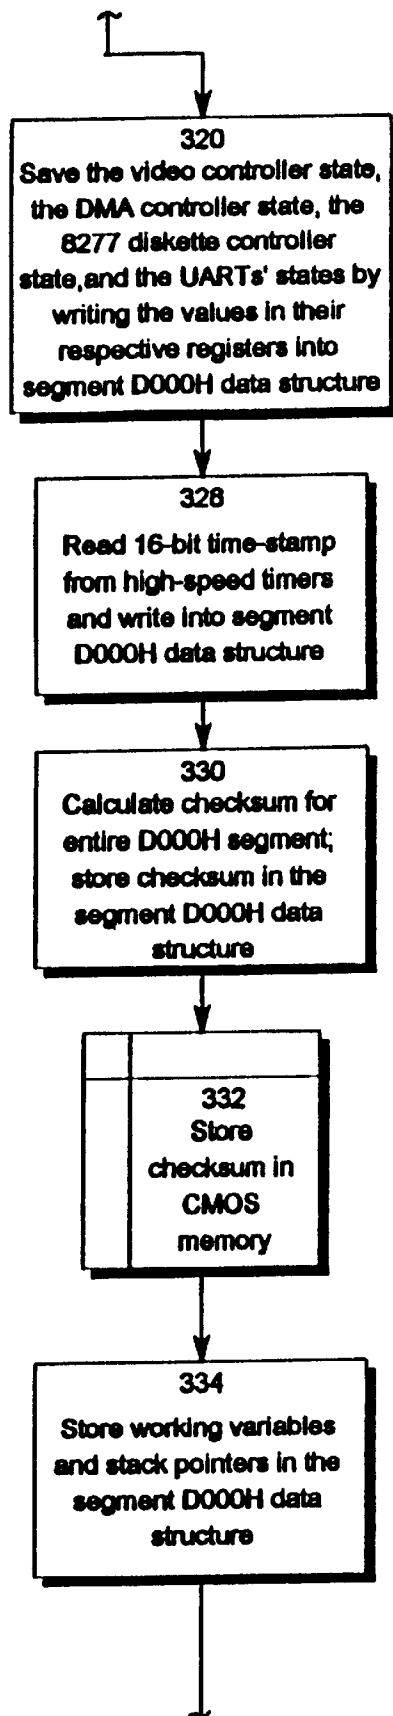 320
Save the video controller state,
the DMA controller state, the
8277 diskette controller
state,and the UARTs' states by
writing the values in their
respective registers into
segment D000H data structure
328
Read 16-bit time-stamp
from high-speed timers
and write into segment
D000H data structure
330
Calculate checksum for
entire D000H segment;
store checksum in the
segment D000H data
structure
332
Store
checksum in
CMOS
memory
334
Store working variables
and stack pointers in the
segment D000H data
structure